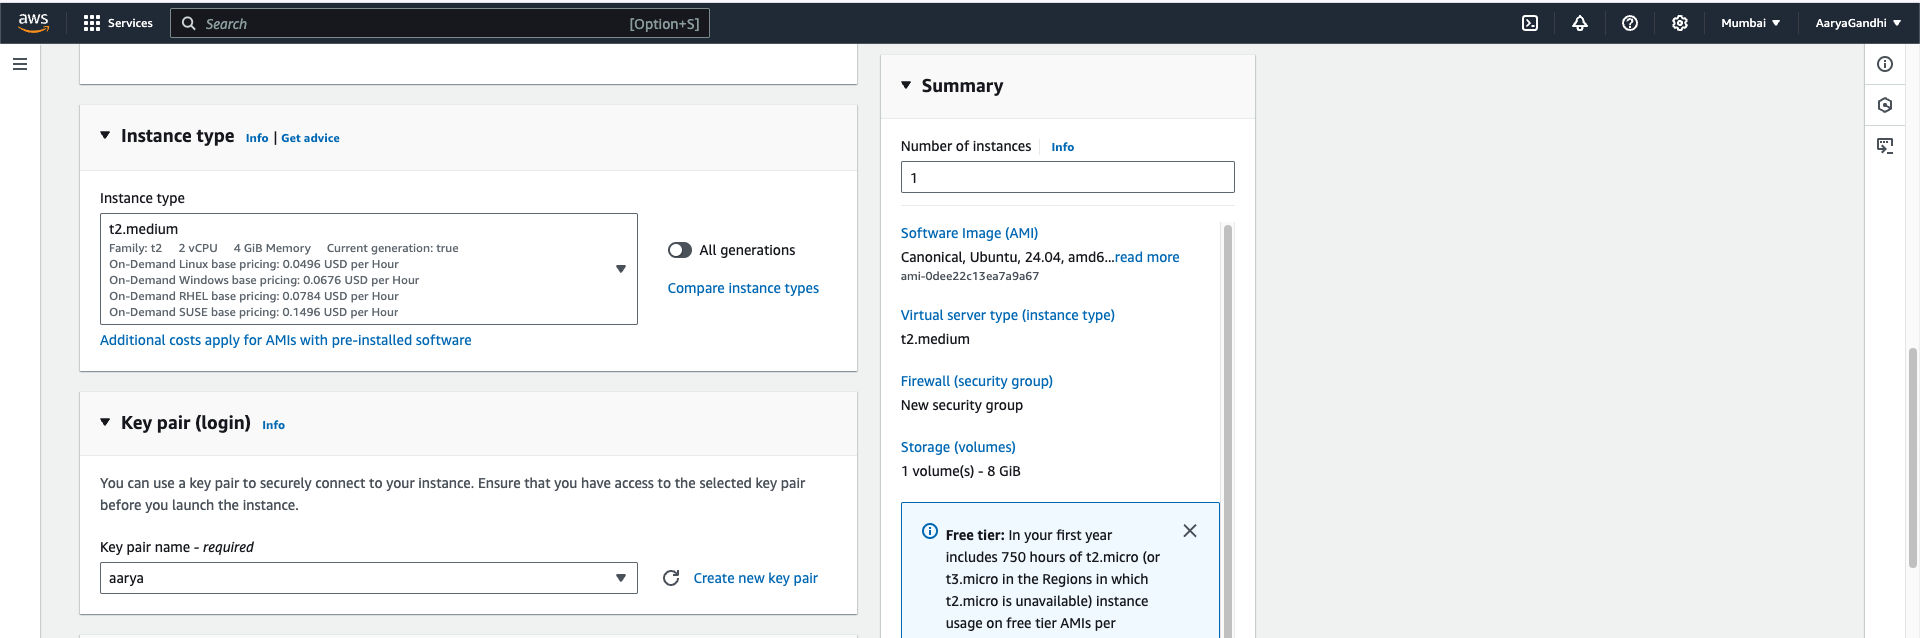 aws
Services
Search
[Option+S]
Mumbai
AaryaGandhi
Instance type Info | Get advice
Instance type
t2.medium
Family: t2 2 vCPU 4 GiB Memory Current generation: true
On-Demand Linux base pricing: 0.0496 USD per Hour
On-Demand Windows base pricing: 0.0676 USD per Hour
On-Demand RHEL base pricing: 0.0784 USD per Hour
On-Demand SUSE base pricing: 0.1496 USD per Hour
All generations
Compare instance types
Additional costs apply for AMIs with pre-installed software
Key pair (login) Info
You can use a key pair to securely connect to your instance. Ensure that you have access to the selected key pair
before you launch the instance.
Key pair name - required
aarya
Create new key pair
Summary
Number of instances Info
1
Software Image (AMI)
Canonical, Ubuntu, 24.04, amd6...read more
ami-0dee22c13ea7a9a67
Virtual server type (instance type)
t2.medium
Firewall (security group)
New security group
Storage (volumes)
1 volume(s) - 8 GiB
Free tier: In your first year
includes 750 hours of t2.micro (or
t3.micro in the Regions in which
t2.micro is unavailable) instance
usage on free tier AMIs per